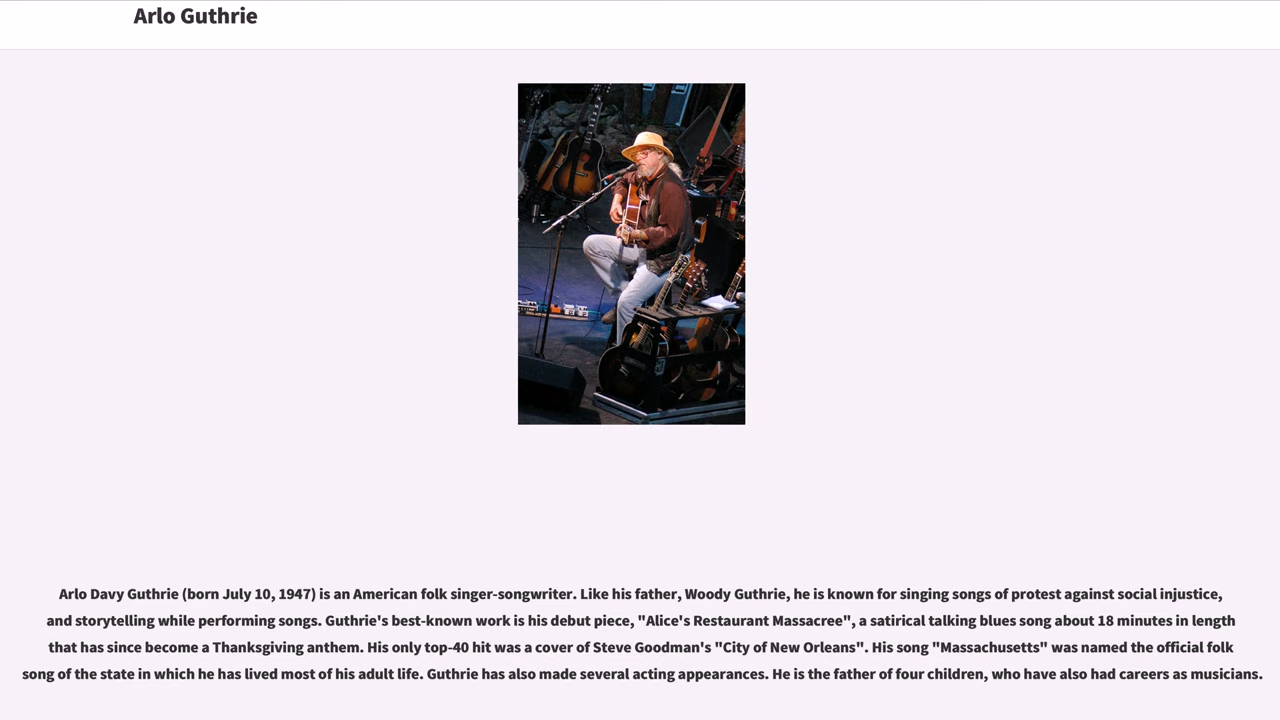 Arlo Guthrie
Arlo Davy Guthrie (born July 10, 1947) is an American folk singer-songwriter. Like his father, Woody Guthrie, he is known for singing songs of protest against social injustice,
and storytelling while performing songs. Guthrie's best-known work is his debut piece, "Alice's Restaurant Massacree", a satirical talking blues song about 18 minutes in length
that has since become a Thanksgiving anthem. His only top-40 hit was a cover of Steve Goodman's "City of New Orleans". His song "Massachusetts" was named the official folk
song of the state in which he has lived most of his adult life. Guthrie has also made several acting appearances. He is the father of four children, who have also had careers as musicians.